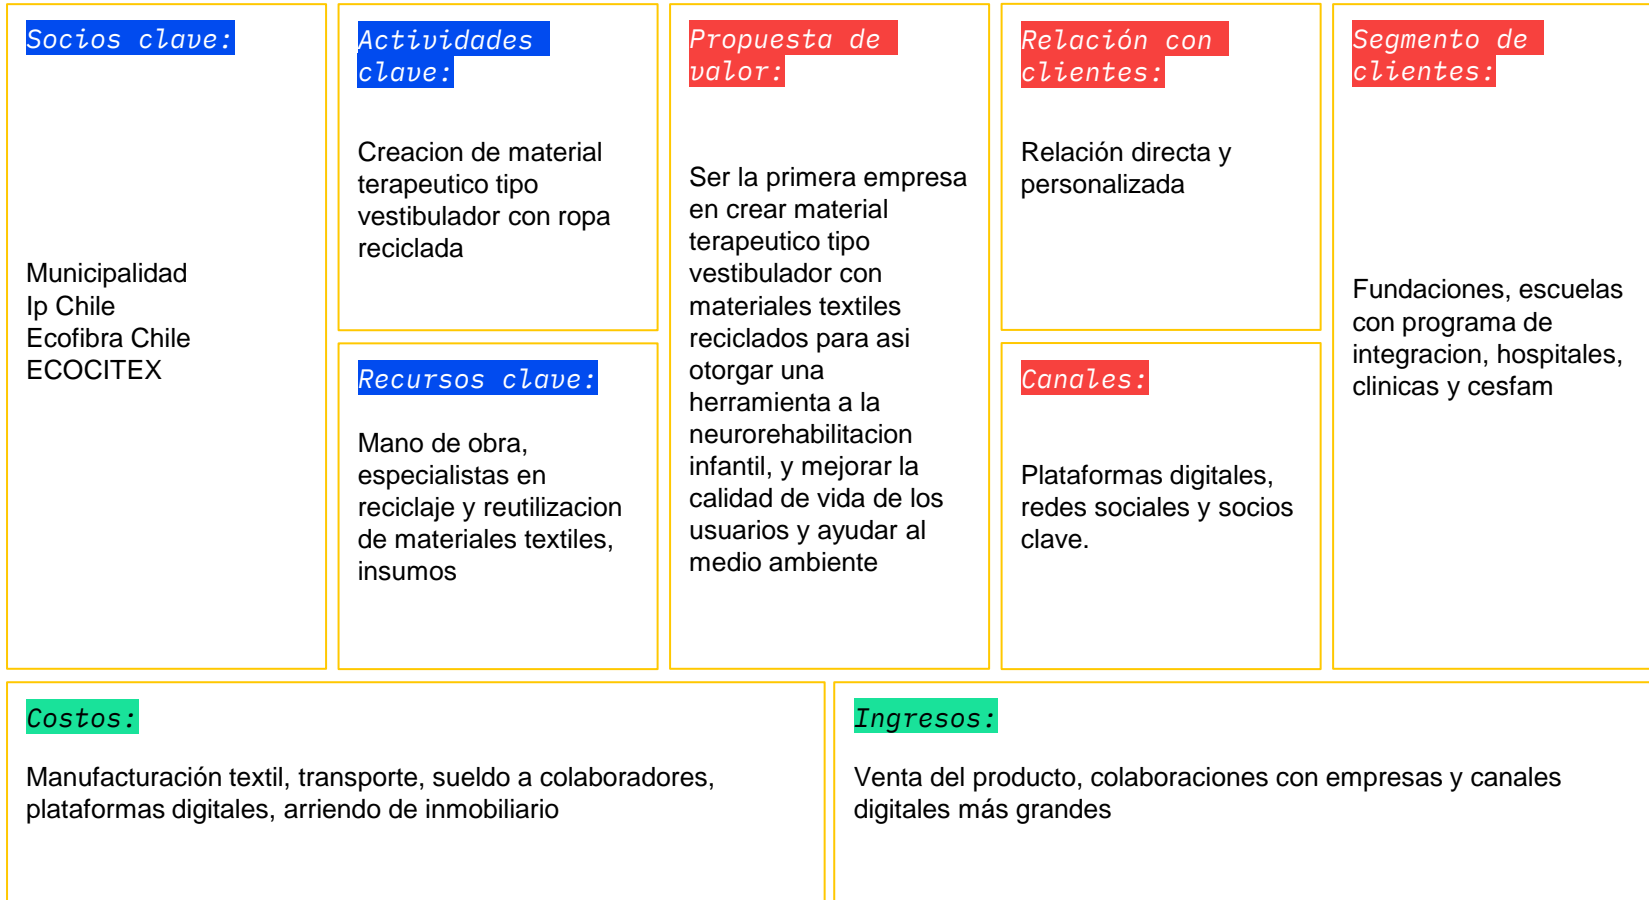 Socios clave:
Municipalidad
Ip Chile
Ecofibra Chile
ECOCITEX
Actividades
clave:
Creacion de material
terapeutico tipo
vestibulador con ropa
reciclada
Recursos clave:
Mano de obra,
especialistas en
reciclaje y reutilizacion
de materiales textiles,
insumos
Propuesta de
valor:
Ser la primera empresa
en crear material
terapeutico tipo
vestibulador con
materiales textiles
reciclados para asi
otorgar una
herramienta a la
neurorehabilitacion
infantil, y mejorar la
calidad de vida de los
usuarios y ayudar al
medio ambiente
Relación con
clientes:
Relación directa y
personalizada
Canales:
Plataformas digitales,
redes sociales y socios
clave.
Segmento de
clientes:
Fundaciones, escuelas
con programa de
integracion, hospitales,
clinicas y cesfam
Costos:
Manufacturación textil, transporte, sueldo a colaboradores,
plataformas digitales, arriendo de inmobiliario
Ingresos:
Venta del producto, colaboraciones con empresas y canales
digitales más grandes